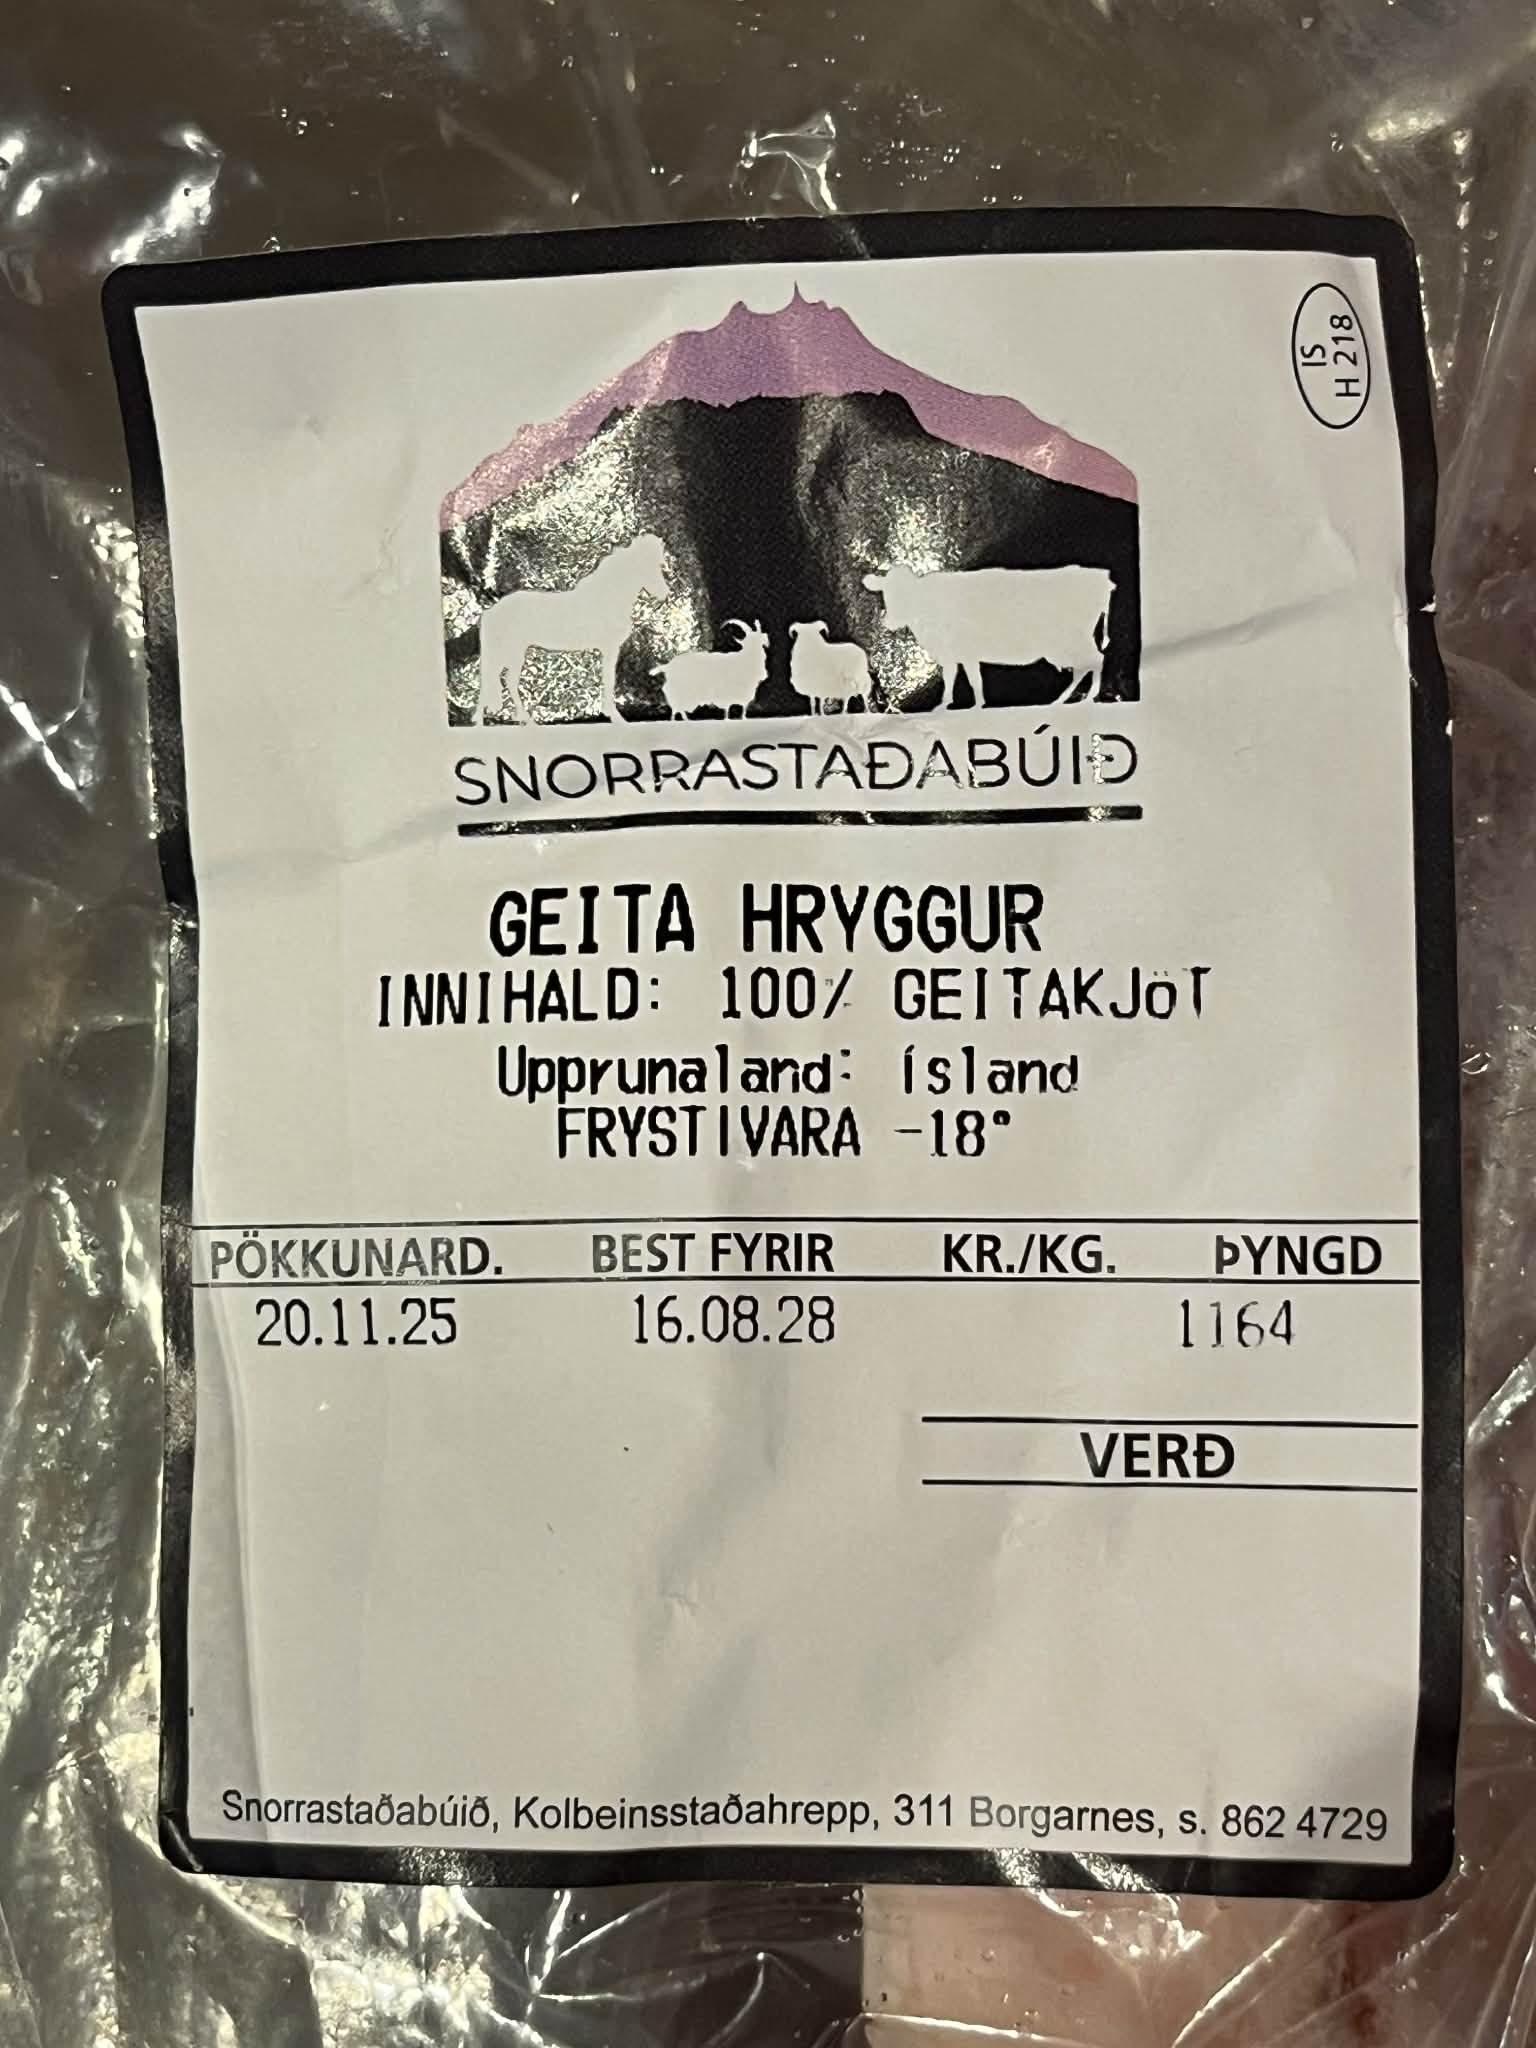 IS
H 218
SNORRASTAÐABÚIÐ
GEITA HRYGGUR
INNIHALD: 100% GEITAKJöT
Upprunaland: ísland
FRYSTIVARA -18°
PÖKKUNARD. BEST FYRIR KR./KG. ÞYNGD
20.11.25 16.08.28 1164
VERÐ
Snorrastaðabúið, Kolbeinsstaðahrepp, 311 Borgarnes, s. 862 4729